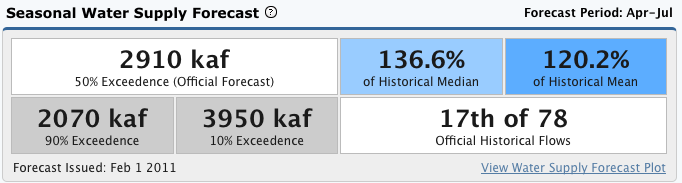 Seasonal Water Supply Forecast ?
Forecast Period: Apr-Jul
2910 kaf
50% Exceedence (Official Forecast)
136.6%
of Historical Median
120.2%
of Historical Mean
2070 kaf
90% Exceedence
3950 kaf
10% Exceedence
17th of 78
Official Historical Flows
Forecast Issued: Feb 1 2011
View Water Supply Forecast Plot